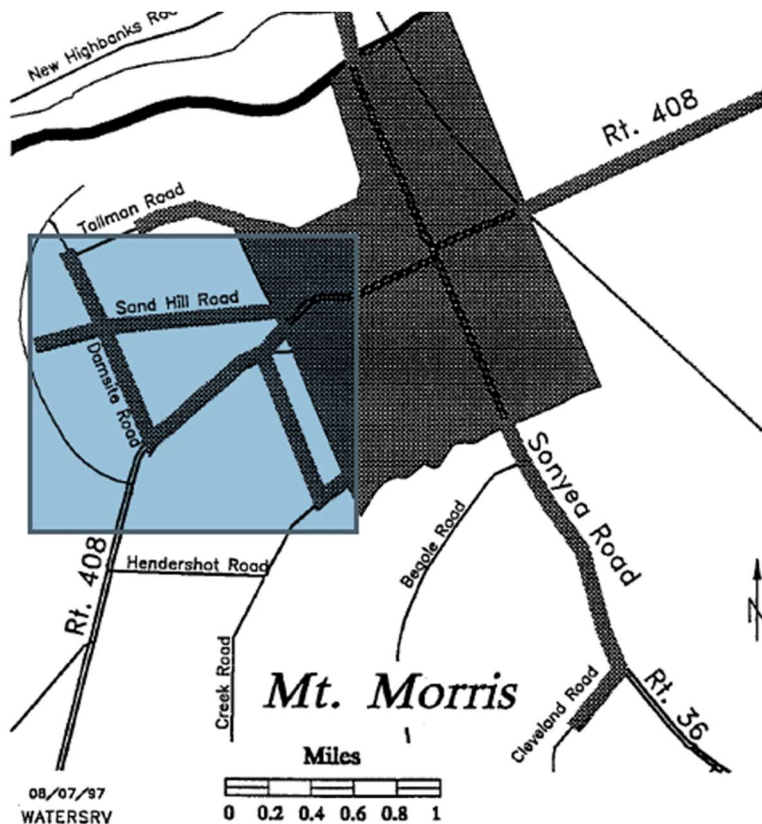 New Highbanks Roa
Rt. 408
Tallman Road
Sand Hill Road
Damsite Road
Sonyea Road
Begole Road
Hendershot Road
Rt. 408
N
Creek Road
Mt. Morris
Cleveland Road
Rt. 36
Miles
0 0.2 0.4 0.6 0.8 1
08/07/97
WATERSRV